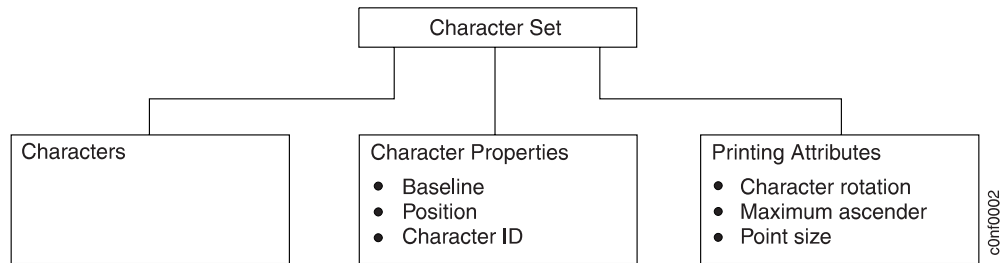 Character Set
Characters
Character Properties
● Baseline
● Position
● Character ID
Printing Attributes
● Character rotation
● Maximum ascender
● Point size
c0nf0002